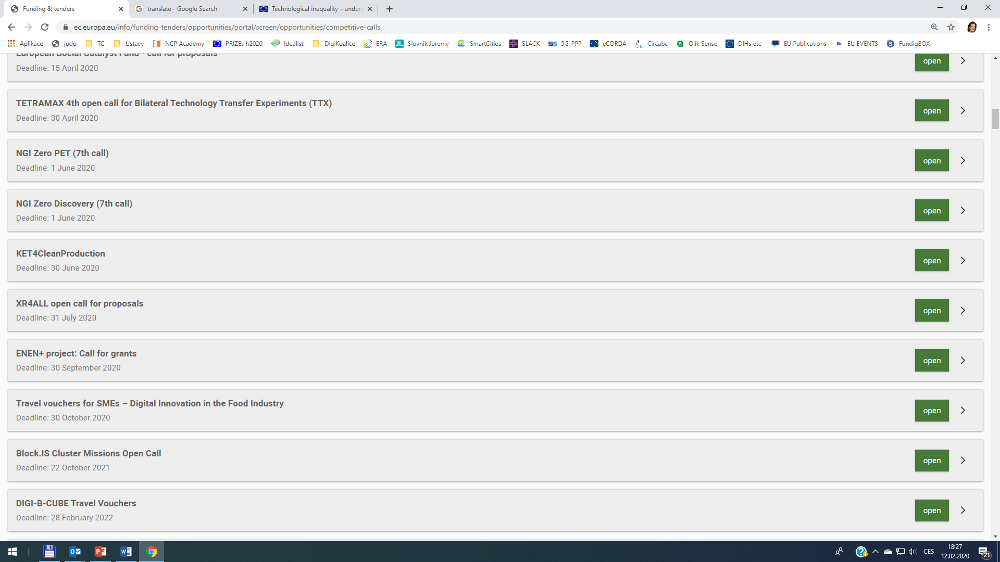 Funding & tenders
translate - Google Search
Technological inequality – unders
ec.europa.eu/info/funding-tenders/opportunities/portal/screen/opportunities/competitive-calls
Aplikace judo TC Ustavy NCP Academy PRIZEs h2020 Idealist DigiKoalice ERA Slovnik Juremy SmartCities SLACK 5G-PPP eCORDA Circabc Qlik Sense DIHs etc EU Publications EU EVENTS FundigBOX
European Social Catalyst Fund - call for proposals
Deadline: 15 April 2020
open
TETRAMAX 4th open call for Bilateral Technology Transfer Experiments (TTX)
Deadline: 30 April 2020
open
NGI Zero PET (7th call)
Deadline: 1 June 2020
open
NGI Zero Discovery (7th call)
Deadline: 1 June 2020
open
KET4CleanProduction
Deadline: 30 June 2020
open
XR4ALL open call for proposals
Deadline: 31 July 2020
open
ENEN+ project: Call for grants
Deadline: 30 September 2020
open
Travel vouchers for SMEs – Digital Innovation in the Food Industry
Deadline: 30 October 2020
open
Block.IS Cluster Missions Open Call
Deadline: 22 October 2021
open
DIGI-B-CUBE Travel Vouchers
Deadline: 28 February 2022
open
CES
18:27
12.02.2020
21